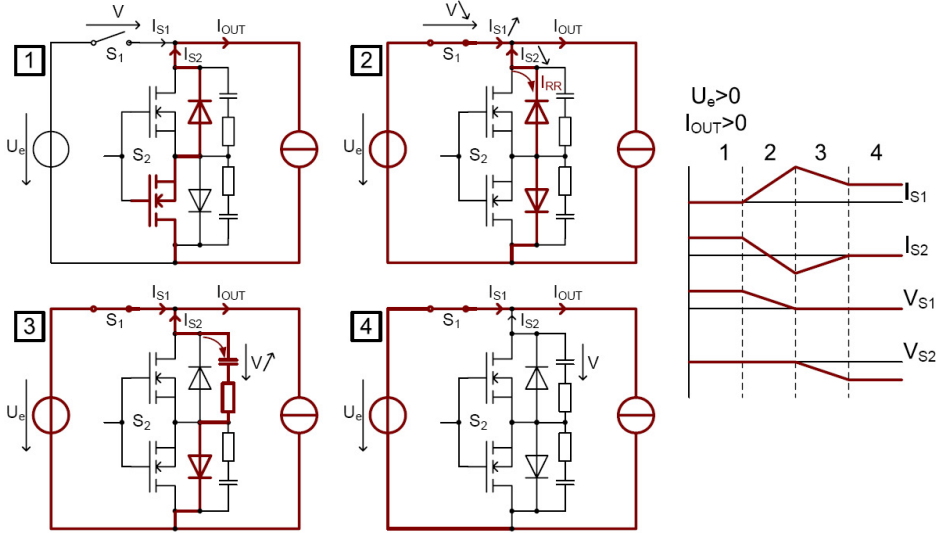 V
I_S1
I_OUT
S_1
I_S2
1
U_e
S_2
V
I_S1
I_OUT
S_1
I_S2
2
I_RR
U_e
S_2
U_e>0
I_OUT>0
1 2 3 4
I_S1
I_S2
V_S1
V_S2
I_S1
I_OUT
S_1
I_S2
3
V
U_e
S_2
I_S1
I_OUT
S_1
I_S2
4
V
U_e
S_2